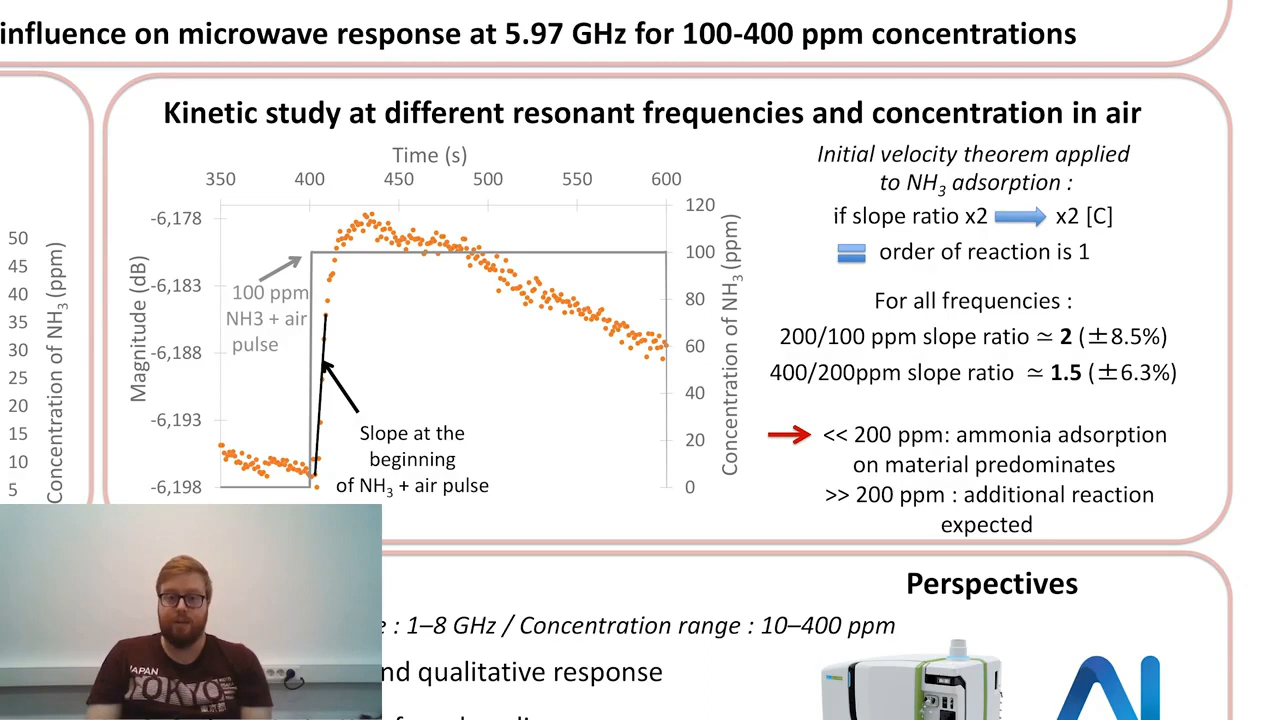 influence on microwave response at 5.97 GHz for 100-400 ppm concentrations
Kinetic study at different resonant frequencies and concentration in air
Time (s)
350 400 450 500 550 600
-6,178
-6,183
-6,188
-6,193
-6,198
Magnitude (dB)
120
100
80
60
40
20
0
Concentration of NH3 (ppm)
100 ppm
NH3 + air
pulse
Slope at the
beginning
of NH3 + air pulse
50
45
40
35
30
25
20
15
10
5
Concentration of NH3 (ppm)
Initial velocity theorem applied
to NH3 adsorption :
if slope ratio x2 x2 [C]
order of reaction is 1
For all frequencies :
200/100 ppm slope ratio ≃ 2 (±8.5%)
400/200ppm slope ratio ≃ 1.5 (±6.3%)
<< 200 ppm: ammonia adsorption
on material predominates
>> 200 ppm : additional reaction
expected
Perspectives
: 1–8 GHz / Concentration range : 10–400 ppm
nd qualitative response
AI
JAPAN
TOKYO